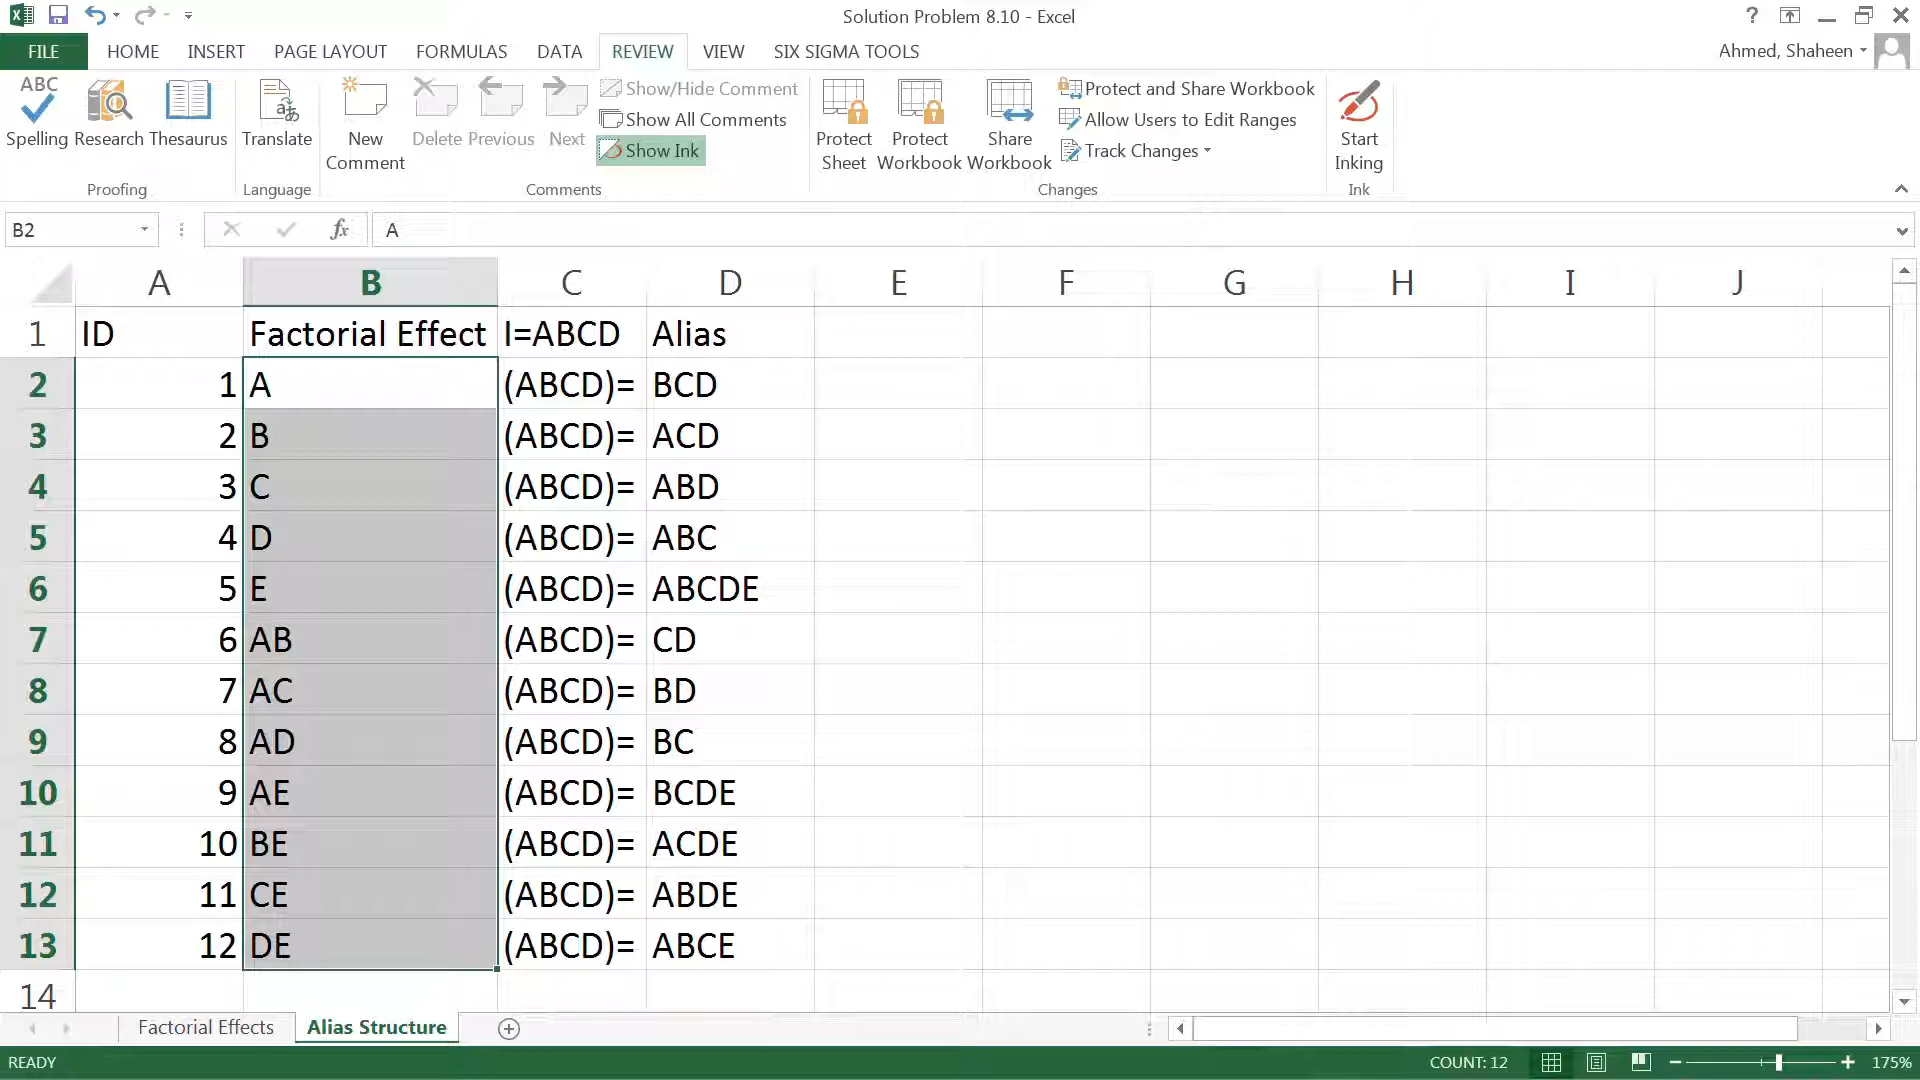 Solution Problem 8.10 - Excel
FILE HOME INSERT PAGE LAYOUT FORMULAS DATA REVIEW VIEW SIX SIGMA TOOLS Ahmed, Shaheen
ABC
Spelling Research Thesaurus
Proofing
Translate
Language
New Comment
Delete Previous Next
Show/Hide Comment
Show All Comments
Show Ink
Comments
Protect Sheet
Protect Workbook
Share Workbook
Protect and Share Workbook
Allow Users to Edit Ranges
Track Changes
Changes
Start Inking
Ink
B2 fx A
A B C D E F G H I J
1 ID Factorial Effect I=ABCD Alias
2 1 A (ABCD)= BCD
3 2 B (ABCD)= ACD
4 3 C (ABCD)= ABD
5 4 D (ABCD)= ABC
6 5 E (ABCD)= ABCDE
7 6 AB (ABCD)= CD
8 7 AC (ABCD)= BD
9 8 AD (ABCD)= BC
10 9 AE (ABCD)= BCDE
11 10 BE (ABCD)= ACDE
12 11 CE (ABCD)= ABDE
13 12 DE (ABCD)= ABCE
14
Factorial Effects Alias Structure
READY COUNT: 12 175%